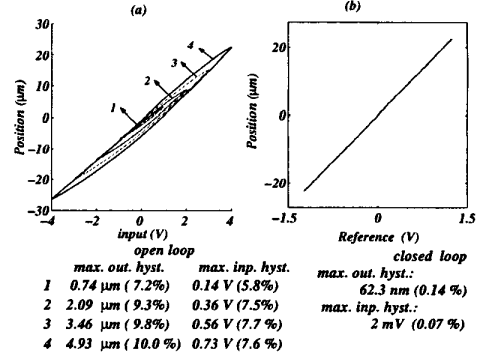 (a)
(b)
Position (µm)
30
20
10
0
−10
−20
−30
1
2
3
4
−4
−2
0
2
4
input (V)
Position (µm)
20
0
−20
−1.5
0
1.5
Reference (V)
open loop
max. out. hyst. max. inp. hyst.
1 0.74 µm ( 7.2%) 0.14 V (5.8%)
2 2.09 µm ( 9.3%) 0.36 V (7.5%)
3 3.46 µm ( 9.8%) 0.56 V (7.7 %)
4 4.93 µm ( 10.0 %) 0.73 V (7.6 %)
closed loop
max. out. hyst.:
62.3 nm (0.14 %)
max. inp. hyst.:
2 mV (0.07 %)